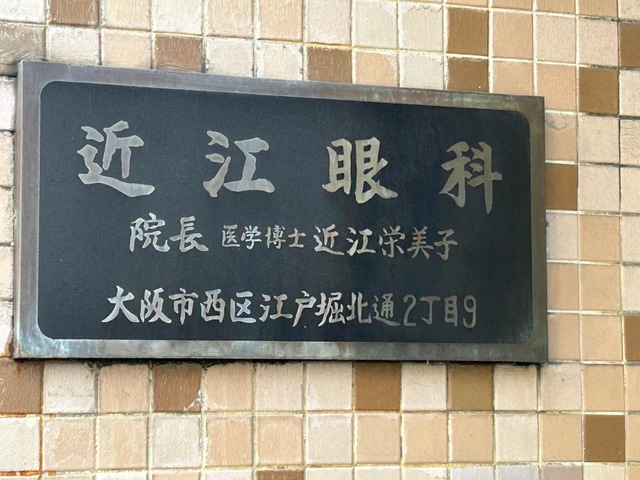 近江眼科
院長 医学博士 近江栄美子
大阪市西区江戸堀北通2丁目9